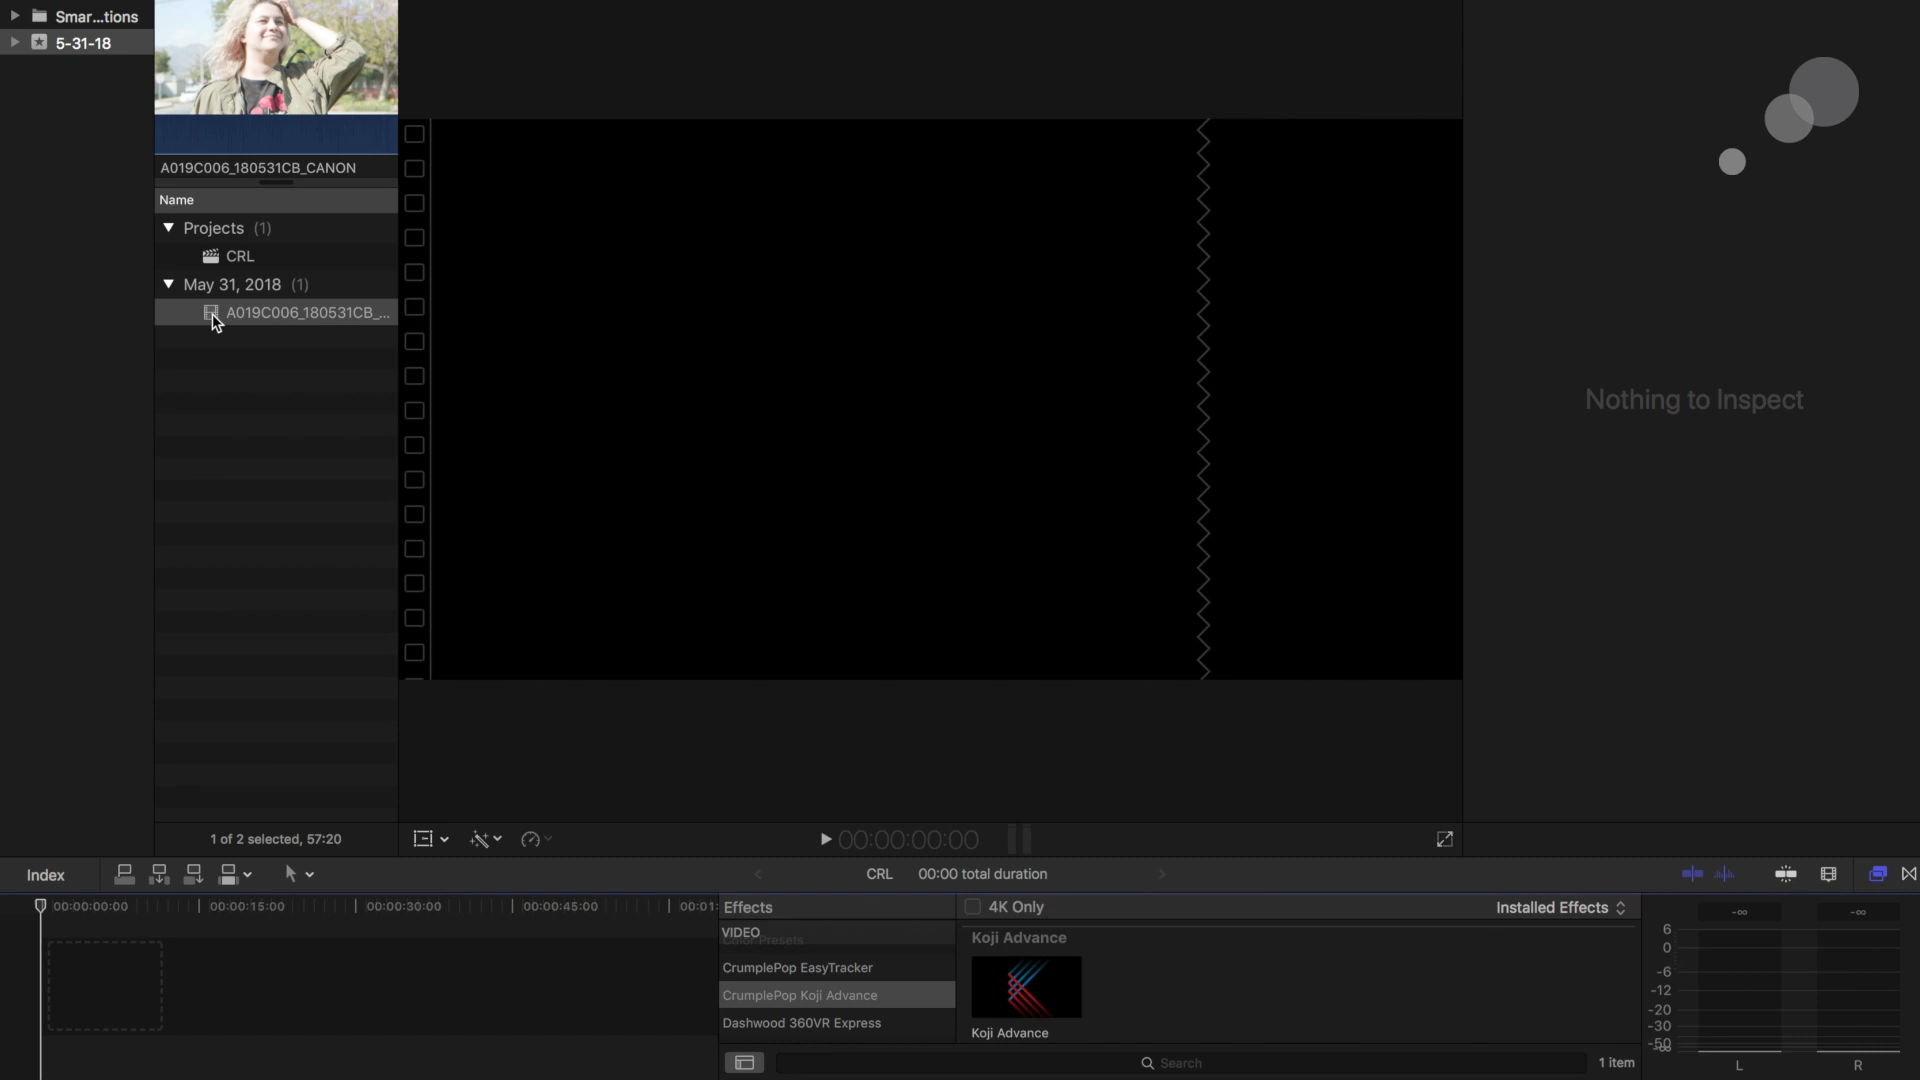 Smar...tions
5-31-18
A019C006_180531CB_CANON
Name
Projects (1)
CRL
May 31, 2018 (1)
A019C006_180531CB_...
Nothing to Inspect
1 of 2 selected, 57:20
00:00:00:00
Index
CRL 00:00 total duration
00:00:00:00 00:00:15:00 00:00:30:00 00:00:45:00 00:01:
Effects
4K Only
Installed Effects
VIDEO
Color Presets
CrumplePop EasyTracker
CrumplePop Koji Advance
Dashwood 360VR Express
Koji Advance
Koji Advance
Search
1 item
-∞ -∞
6
0
-6
-12
-20
-30
-50
-∞
L R